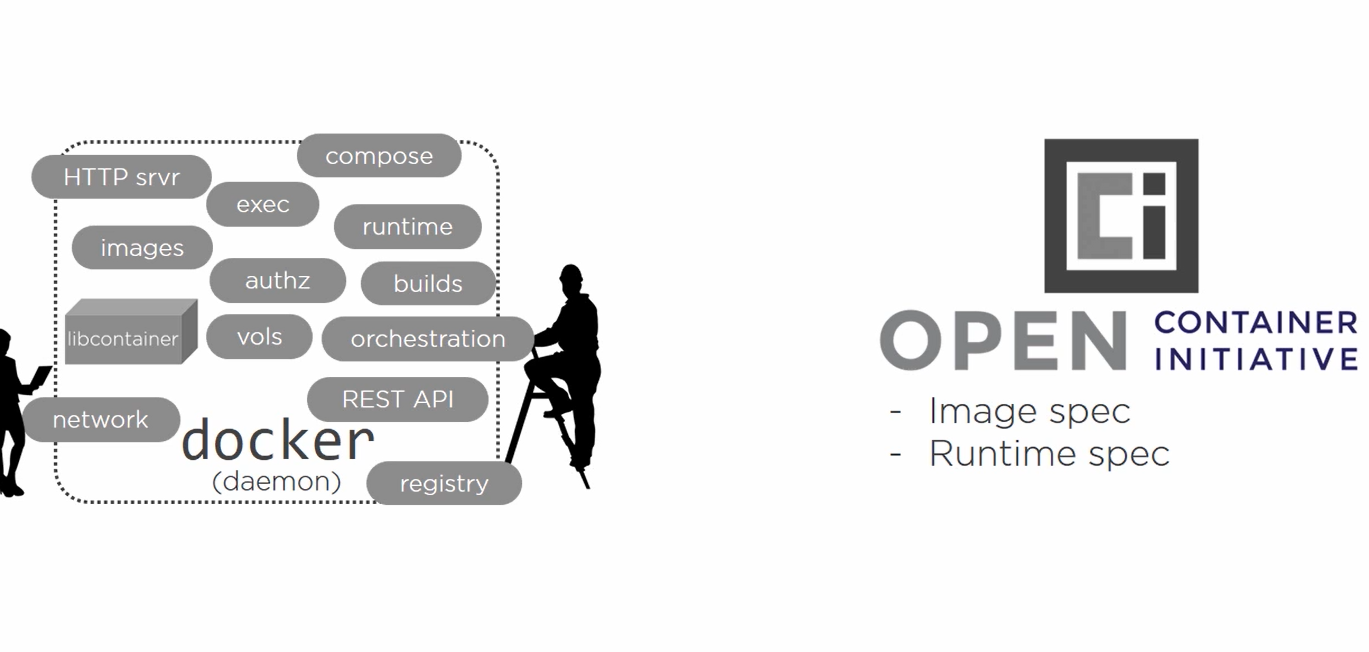 compose
HTTP srvr
exec
runtime
images
authz
builds
libcontainer
vols
orchestration
REST API
network
docker
(daemon)
registry
Ci
OPEN CONTAINER
INITIATIVE
- Image spec
- Runtime spec